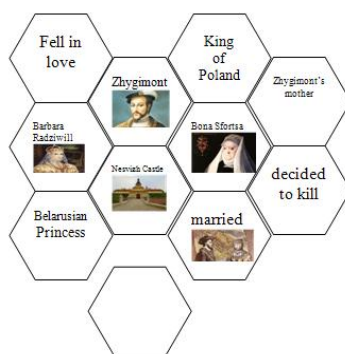 Fell in
love
King
of
Poland
Zhygimont
Zhygimont's
mother
Barbara
Radziwill
Bona Sfortsa
Nesvizh Castle
decided
to kill
Belarusian
Princess
married